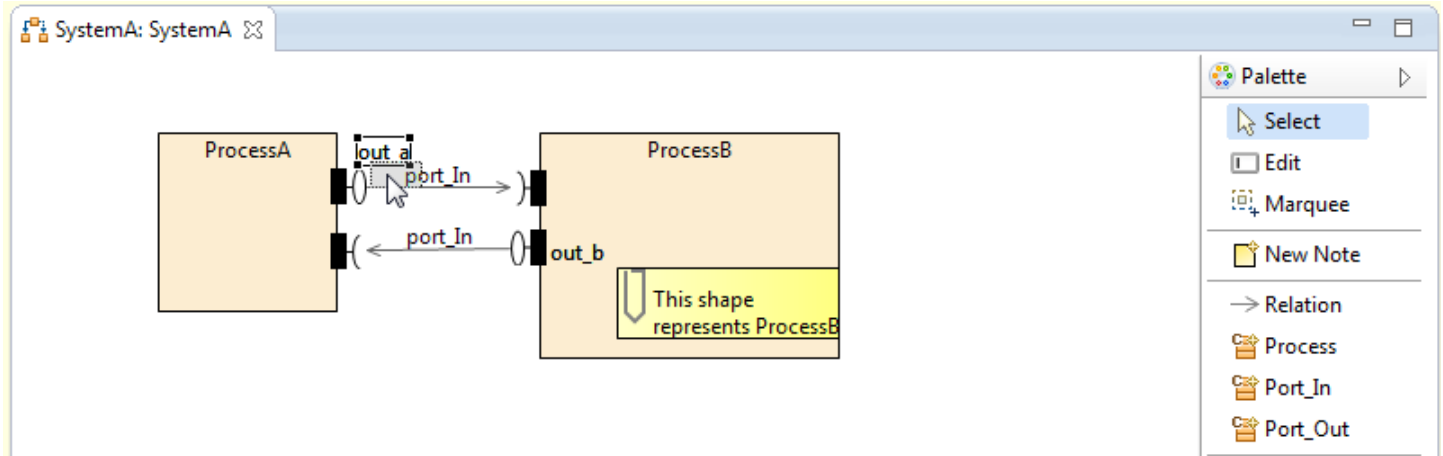 SystemA: SystemA
Palette
Select
Edit
Marquee
New Note
Relation
Process
Port_In
Port_Out
ProcessA
out_a
port_In
port_In
ProcessB
out_b
This shape
represents ProcessB